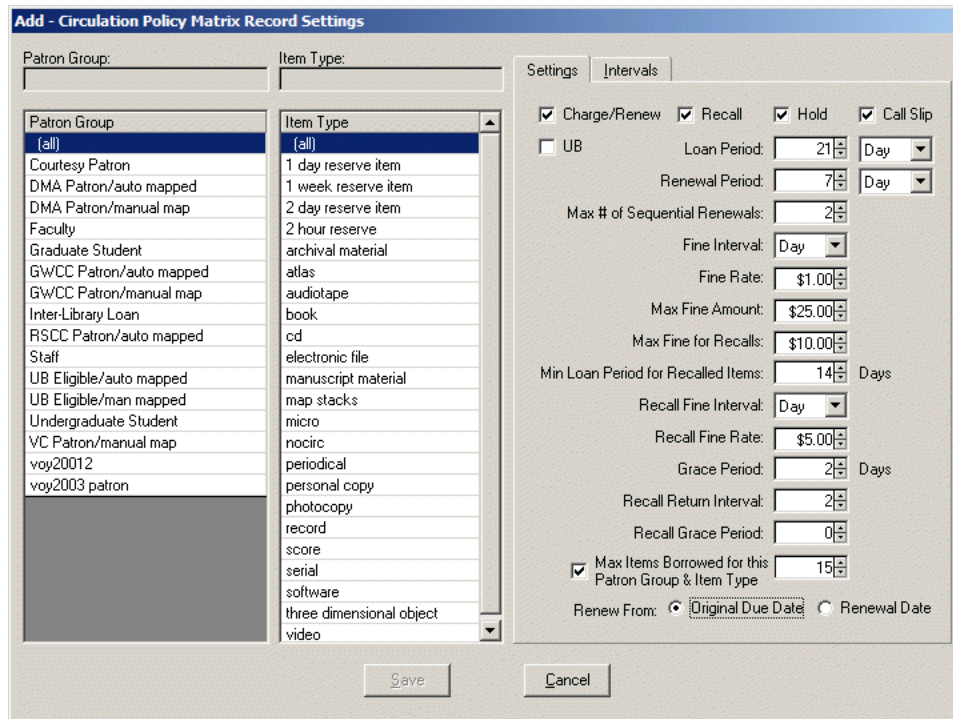 Add - Circulation Policy Matrix Record Settings
Patron Group:
Item Type:
Patron Group
(all)
Courtesy Patron
DMA Patron/auto mapped
DMA Patron/manual map
Faculty
Graduate Student
GWCC Patron/auto mapped
GWCC Patron/manual map
Inter-Library Loan
RSCC Patron/auto mapped
Staff
UB Eligible/auto mapped
UB Eligible/man mapped
Undergraduate Student
VC Patron/manual map
voy20012
voy2003 patron
Item Type
(all)
1 day reserve item
1 week reserve item
2 day reserve item
2 hour reserve
archival material
atlas
audiotape
book
cd
electronic file
manuscript material
map stacks
micro
nocirc
periodical
personal copy
photocopy
record
score
serial
software
three dimensional object
video
Settings Intervals
Charge/Renew Recall Hold Call Slip
UB Loan Period: 21 Day
Renewal Period: 7 Day
Max # of Sequential Renewals: 2
Fine Interval: Day
Fine Rate: $1.00
Max Fine Amount: $25.00
Max Fine for Recalls: $10.00
Min Loan Period for Recalled Items: 14 Days
Recall Fine Interval: Day
Recall Fine Rate: $5.00
Grace Period: 2 Days
Recall Return Interval: 2
Recall Grace Period: 0
Max Items Borrowed for this 15
Patron Group & Item Type
Renew From: Original Due Date Renewal Date
Save Cancel